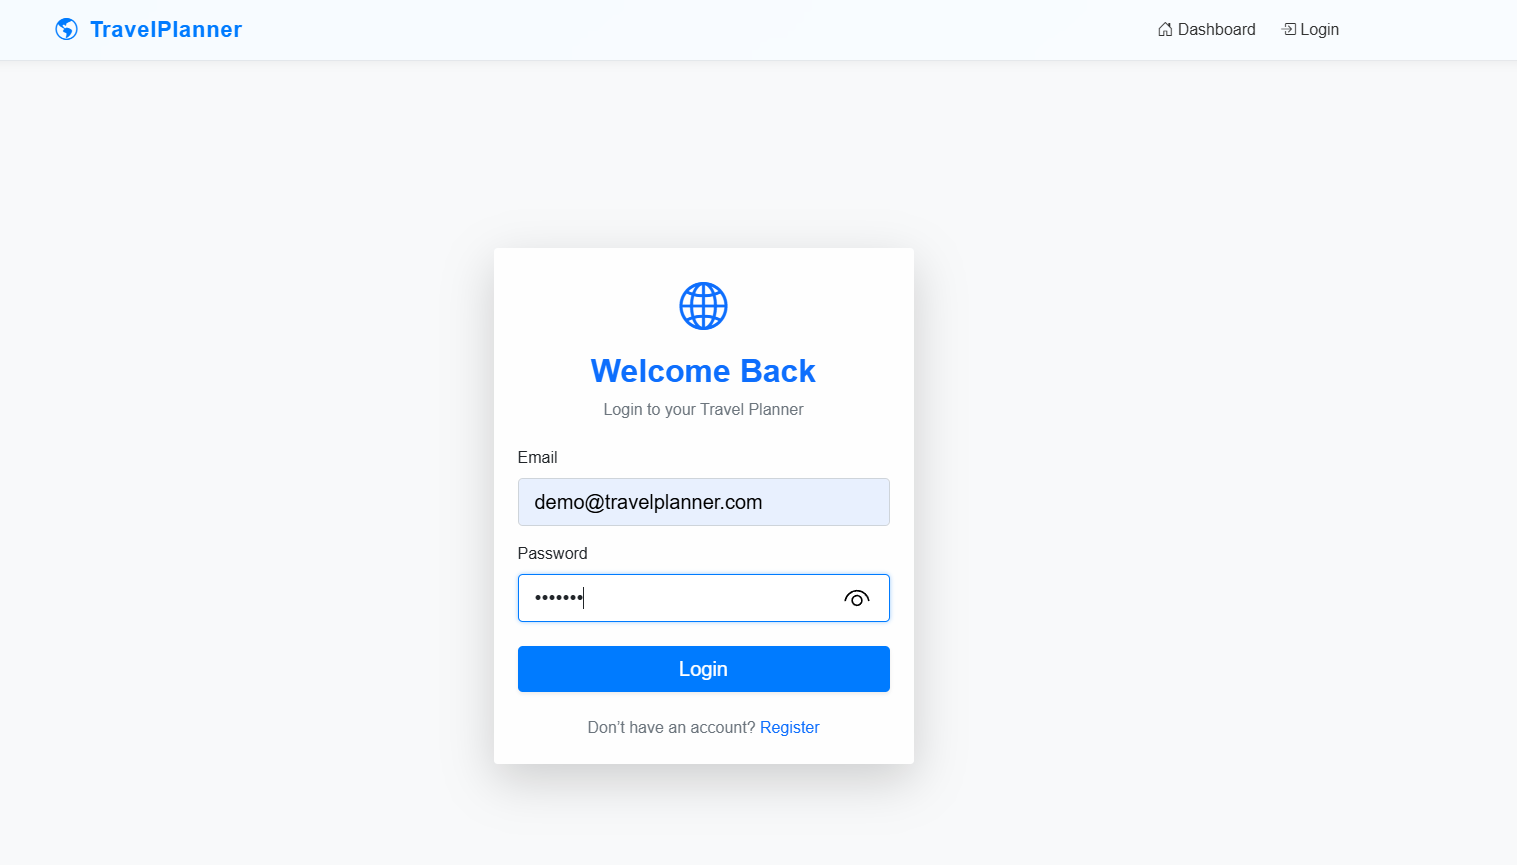 TravelPlanner
Dashboard
Login
Welcome Back
Login to your Travel Planner
Email
demo@travelplanner.com
Password
•••••••
Login
Don’t have an account? Register